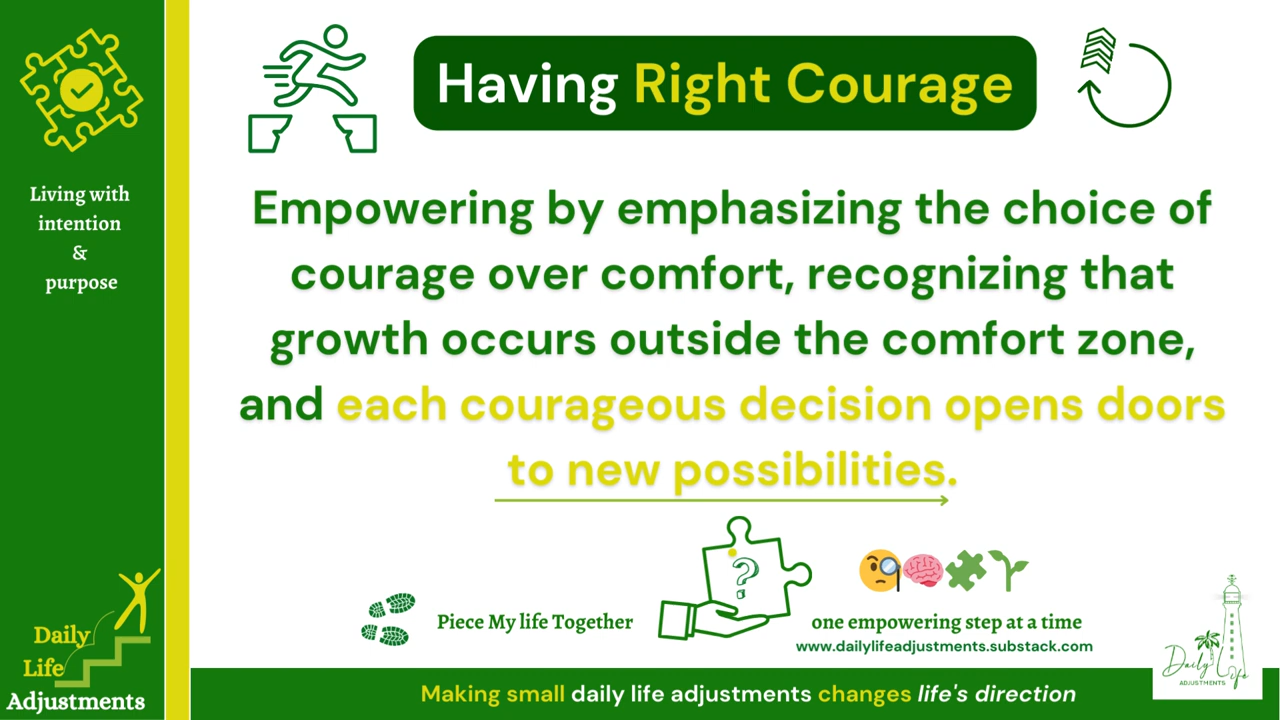 Having Right Courage
Living with
intention
&
purpose
Empowering by emphasizing the choice of
courage over comfort, recognizing that
growth occurs outside the comfort zone,
and each courageous decision opens doors
to new possibilities.
?
Piece My life Together
one empowering step at a time
www.dailylifeadjustments.substack.com
Daily
Life
Adjustments
Daily Life
ADJUSTMENTS
Making small daily life adjustments changes life's direction